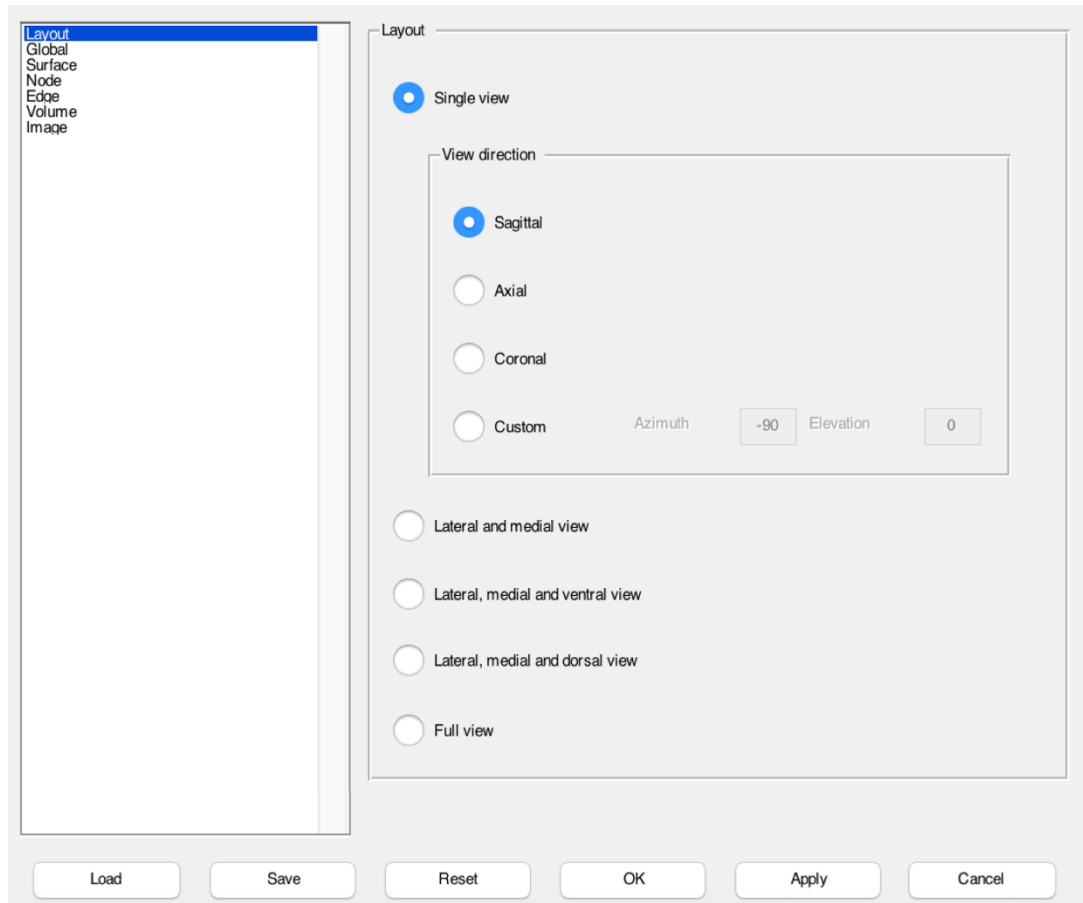 Layout
Global
Surface
Node
Edge
Volume
Image
Layout
Single view
View direction
Sagittal
Axial
Coronal
Custom Azimuth -90 Elevation 0
Lateral and medial view
Lateral, medial and ventral view
Lateral, medial and dorsal view
Full view
Load Save Reset OK Apply Cancel